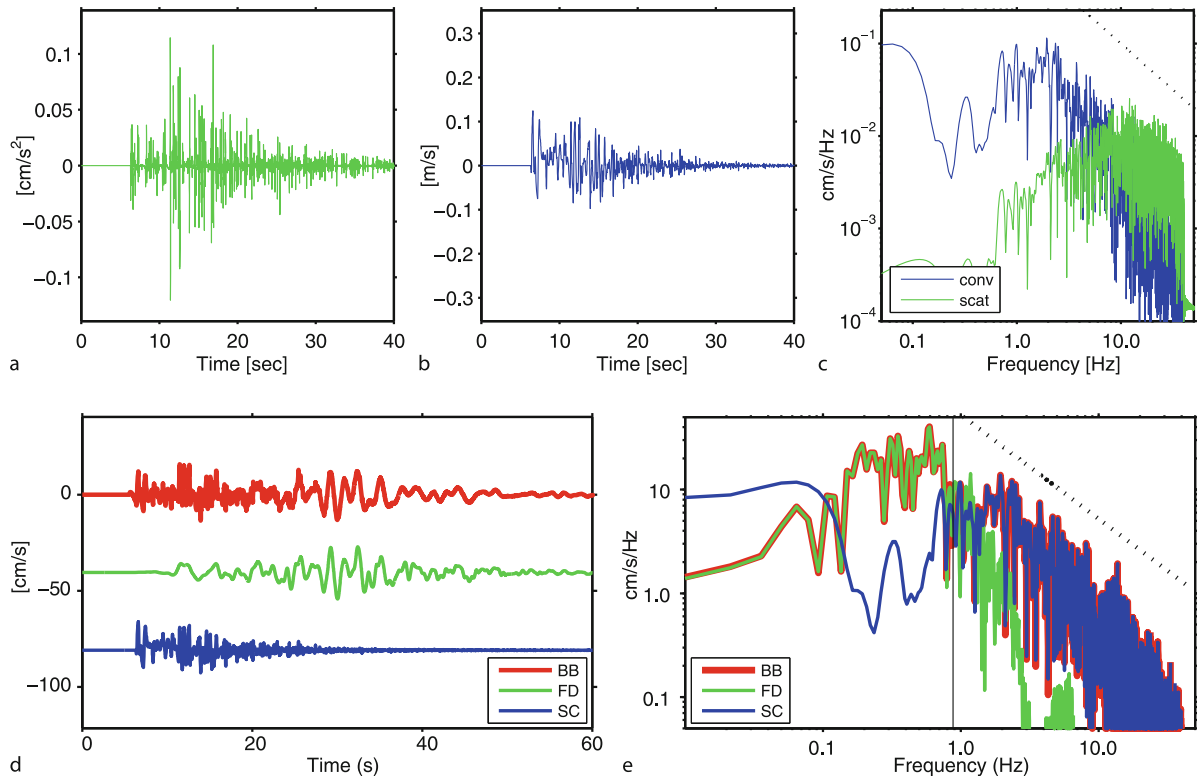 0.1
0.05
0
−0.05
−0.1
[cm/s²]
0
10
20
30
40
Time [sec]
a
0.3
0.2
0.1
0
−0.1
−0.2
−0.3
[m/s]
0
10
20
30
40
Time [sec]
b
10⁻¹
10⁻²
10⁻³
10⁻⁴
cm/s/Hz
conv
scat
0.1
1.0
10.0
Frequency [Hz]
c
0
−50
−100
[cm/s]
BB
FD
SC
0
20
40
60
Time (s)
d
10
1.0
0.1
cm/s/Hz
BB
FD
SC
0.1
1.0
10.0
Frequency (Hz)
e